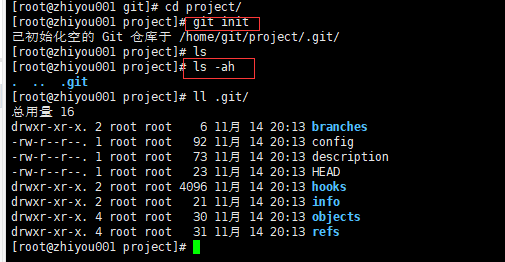 [root@zhiyou001 git]# cd project/
[root@zhiyou001 project]# git init
已初始化空的 Git 仓库于 /home/git/project/.git/
[root@zhiyou001 project]# ls
[root@zhiyou001 project]# ls -ah
.  ..  .git
[root@zhiyou001 project]# ll .git/
总用量 16
drwxr-xr-x. 2 root root    6 11月 14 20:13 branches
-rw-r--r--. 1 root root   92 11月 14 20:13 config
-rw-r--r--. 1 root root   73 11月 14 20:13 description
-rw-r--r--. 1 root root   23 11月 14 20:13 HEAD
drwxr-xr-x. 2 root root 4096 11月 14 20:13 hooks
drwxr-xr-x. 2 root root   21 11月 14 20:13 info
drwxr-xr-x. 4 root root   30 11月 14 20:13 objects
drwxr-xr-x. 4 root root   31 11月 14 20:13 refs
[root@zhiyou001 project]#